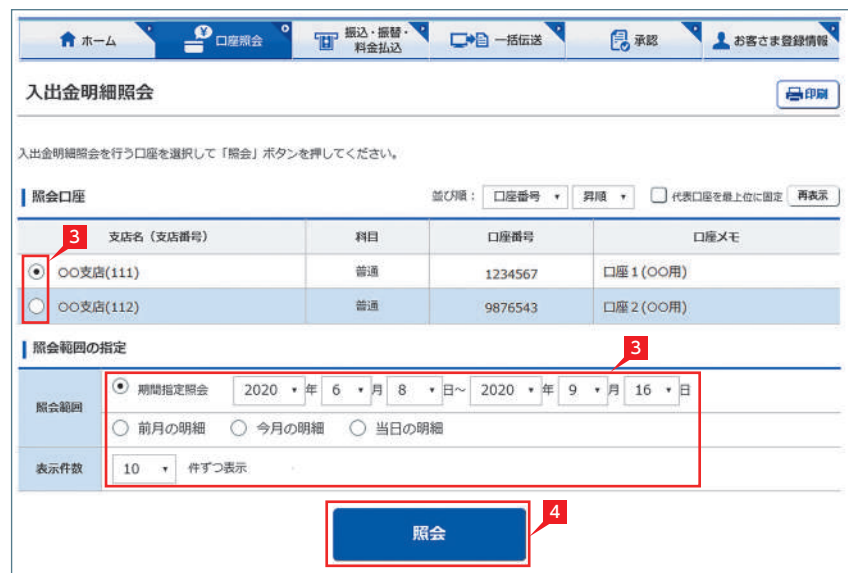 ホーム
口座照会
振込・振替・
料金払込
一括伝送
承認
お客さま登録情報
入出金明細照会
印刷
入出金明細照会を行う口座を選択して「照会」ボタンを押してください。
照会口座
並び順： 口座番号 昇順 代表口座を最上位に固定 再表示
3
支店名（支店番号） 科目 口座番号 口座メモ
○○支店(111) 普通 1234567 口座1(○○用)
○○支店(112) 普通 9876543 口座2(○○用)
照会範囲の指定
3
照会範囲
期間指定照会 2020 年 6 月 8 日～ 2020 年 9 月 16 日
前月の明細 今月の明細 当日の明細
表示件数 10 件ずつ表示
4
照会